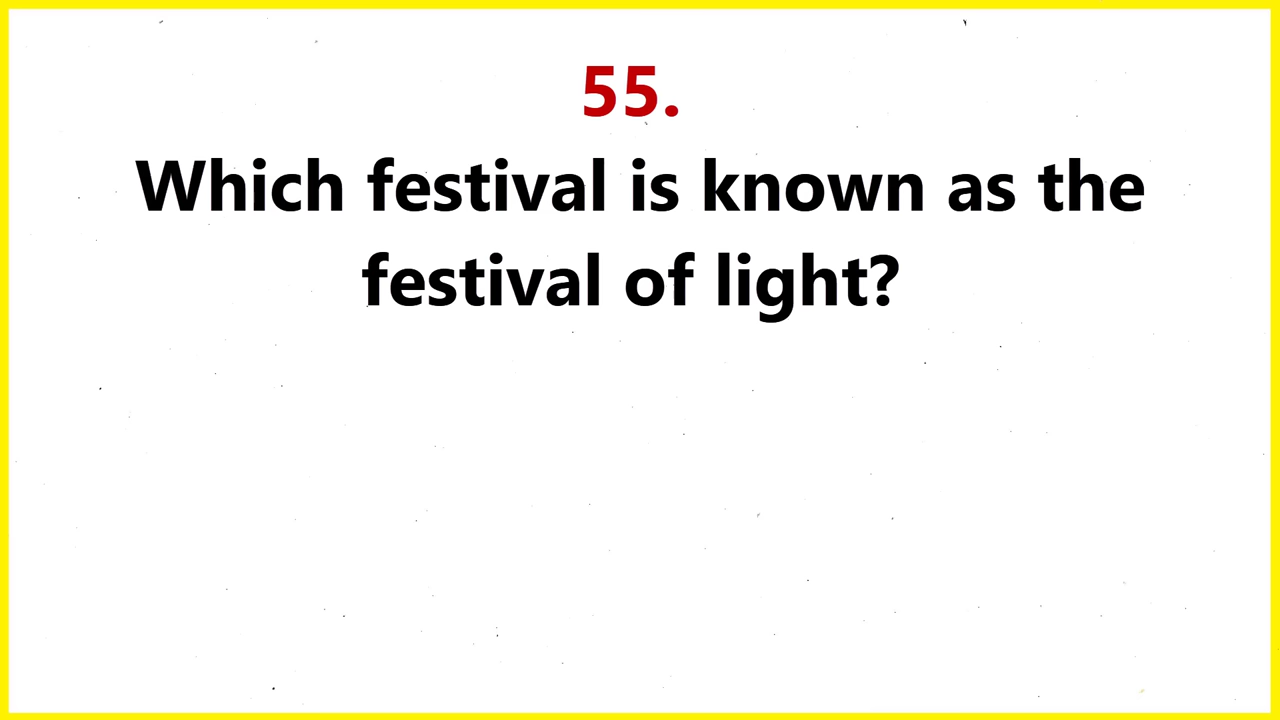 55.
Which festival is known as the
festival of light?